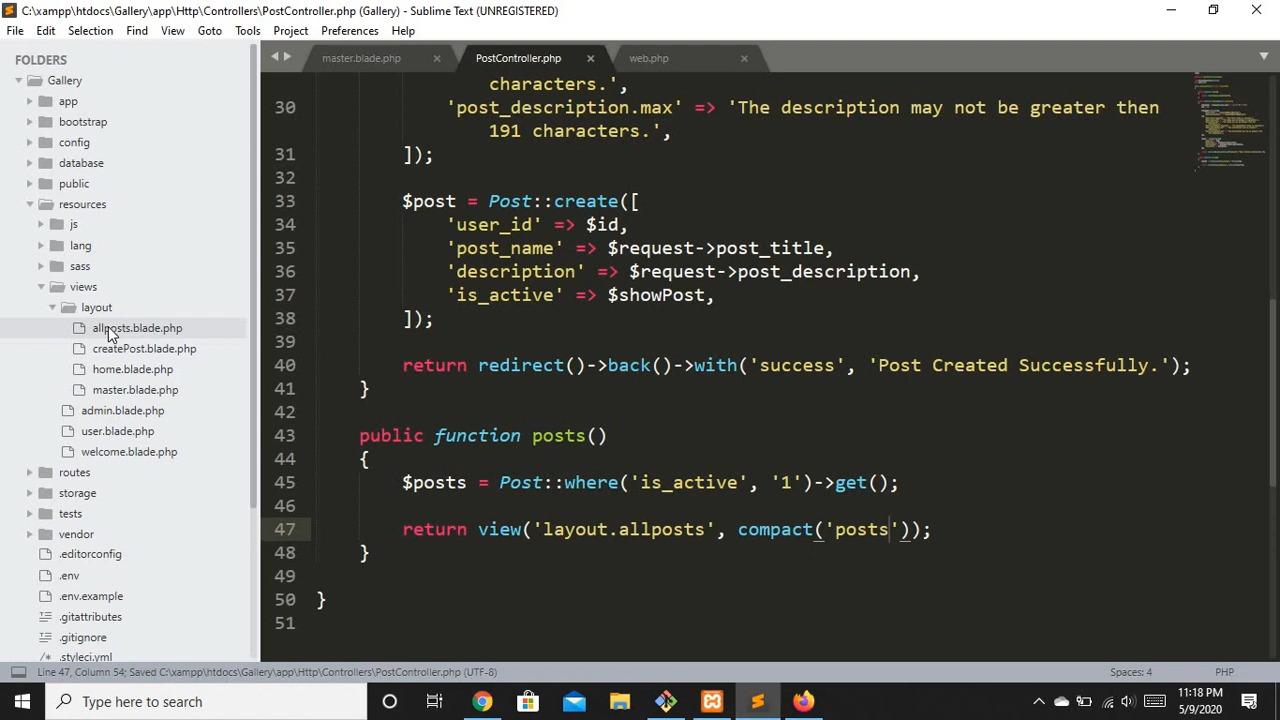 C:\xampp\htdocs\Gallery\app\Http\Controllers\PostController.php (Gallery) - Sublime Text (UNREGISTERED)
File Edit Selection Find View Goto Tools Project Preferences Help
FOLDERS
Gallery
app
bootstrap
config
database
public
resources
js
lang
sass
views
layout
allposts.blade.php
createPost.blade.php
home.blade.php
master.blade.php
admin.blade.php
user.blade.php
welcome.blade.php
routes
storage
tests
vendor
.editorconfig
.env
.env.example
.gitattributes
.gitignore
.styleci.yml
master.blade.php PostController.php web.php
characters.',
30 'post_description.max' => 'The description may not be greater then
191 characters.',
31 ]);
32
33 $post = Post::create([
34 'user_id' => $id,
35 'post_name' => $request->post_title,
36 'description' => $request->post_description,
37 'is_active' => $showPost,
38 ]);
39
40 return redirect()->back()->with('success', 'Post Created Successfully.');
41 }
42
43 public function posts()
44 {
45 $posts = Post::where('is_active', '1')->get();
46
47 return view('layout.allposts', compact('posts'));
48 }
49
50 }
51
Line 47, Column 54; Saved C:\xampp\htdocs\Gallery\app\Http\Controllers\PostController.php (UTF-8) Spaces: 4 PHP
Type here to search
11:18 PM
5/9/2020